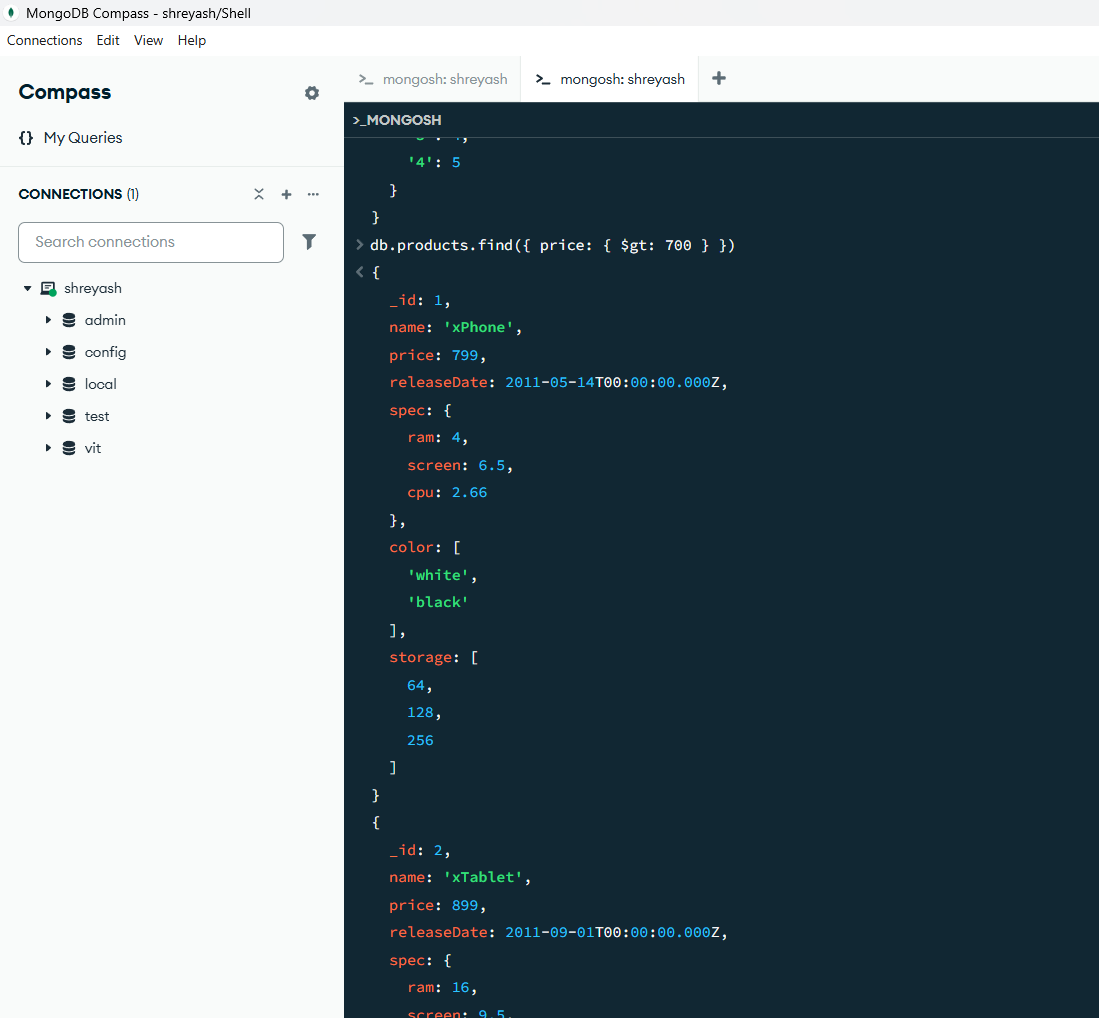 MongoDB Compass - shreyash/Shell
Connections Edit View Help
Compass
{} My Queries
CONNECTIONS (1)
Search connections
shreyash
admin
config
local
test
vit
>_ mongosh: shreyash
>_ mongosh: shreyash
>_MONGOSH
'4': 5
}
}
> db.products.find({ price: { $gt: 700 } })
< {
_id: 1,
name: 'xPhone',
price: 799,
releaseDate: 2011-05-14T00:00:00.000Z,
spec: {
ram: 4,
screen: 6.5,
cpu: 2.66
},
color: [
'white',
'black'
],
storage: [
64,
128,
256
]
}
{
_id: 2,
name: 'xTablet',
price: 899,
releaseDate: 2011-09-01T00:00:00.000Z,
spec: {
ram: 16,
screen: 9.5,